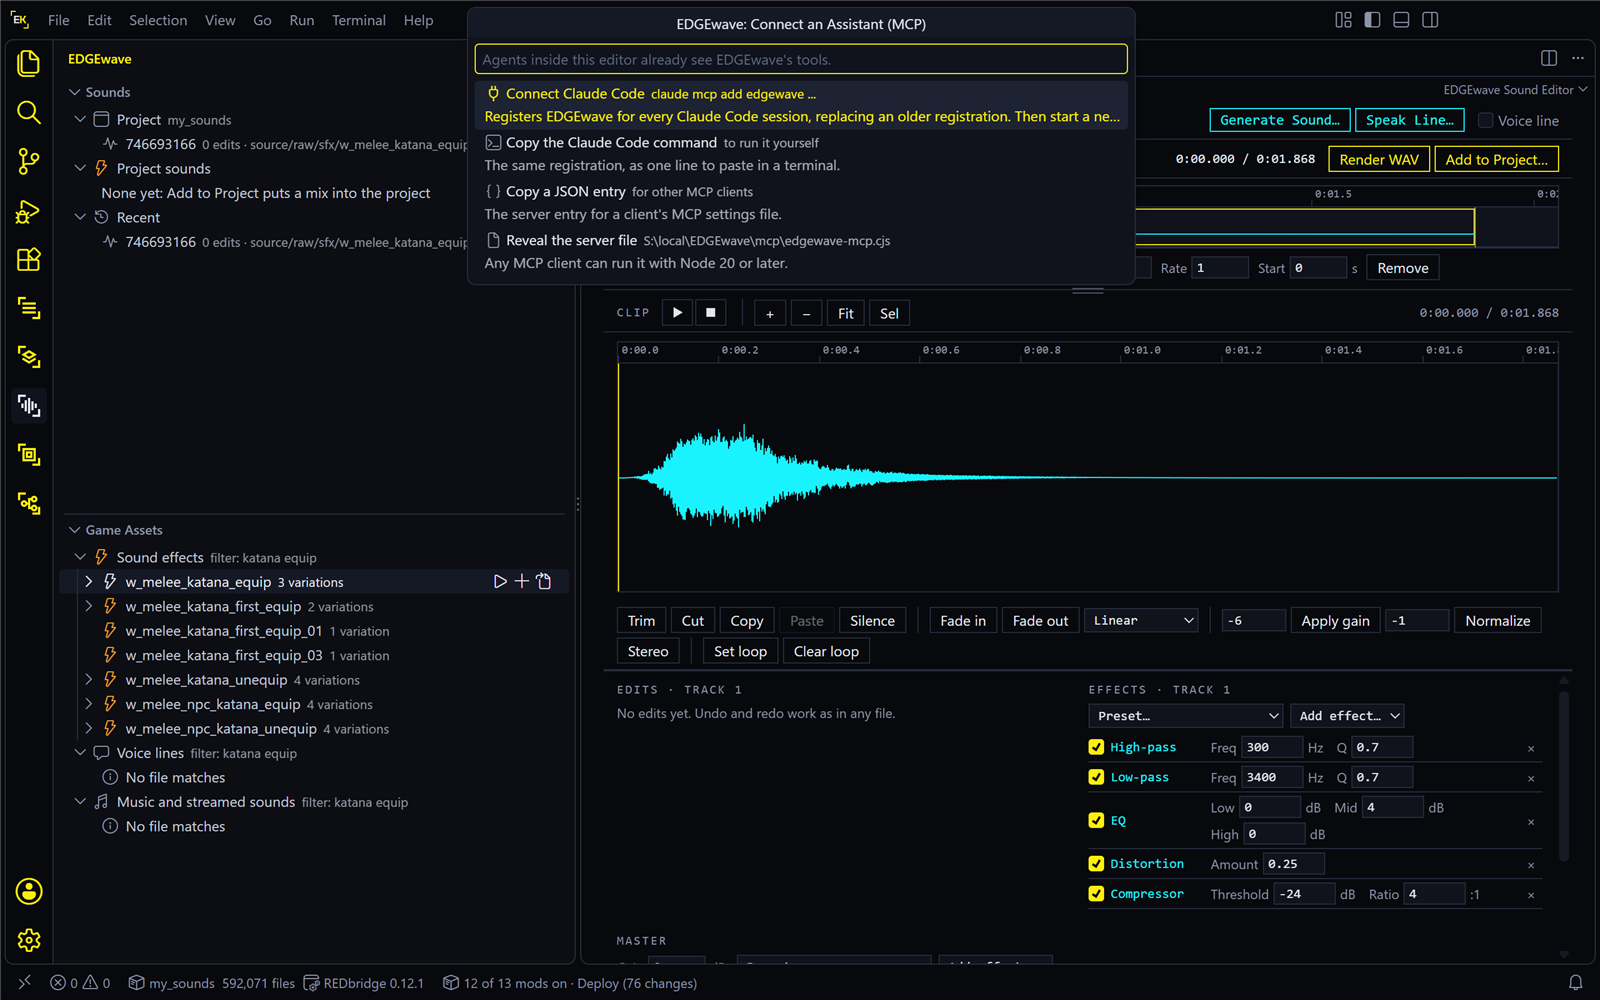 EK File Edit Selection View Go Run Terminal Help
EDGEwave: Connect an Assistant (MCP)
Agents inside this editor already see EDGEwave's tools.
Connect Claude Code claude mcp add edgewave ...
Registers EDGEwave for every Claude Code session, replacing an older registration. Then start a ne...
Copy the Claude Code command to run it yourself
The same registration, as one line to paste in a terminal.
{ } Copy a JSON entry for other MCP clients
The server entry for a client's MCP settings file.
Reveal the server file S:\local\EDGEwave\mcp\edgewave-mcp.cjs
Any MCP client can run it with Node 20 or later.
EDGEwave
Sounds
Project my_sounds
746693166 0 edits · source/raw/sfx/w_melee_katana_equip
Project sounds
None yet: Add to Project puts a mix into the project
Recent
746693166 0 edits · source/raw/sfx/w_melee_katana_equip
Game Assets
Sound effects filter: katana equip
w_melee_katana_equip 3 variations
w_melee_katana_first_equip 2 variations
w_melee_katana_first_equip_01 1 variation
w_melee_katana_first_equip_03 1 variation
w_melee_katana_unequip 4 variations
w_melee_npc_katana_equip 4 variations
w_melee_npc_katana_unequip 4 variations
Voice lines filter: katana equip
No file matches
Music and streamed sounds filter: katana equip
No file matches
EDGEwave Sound Editor
Generate Sound… Speak Line… Voice line
0:00.000 / 0:01.868 Render WAV Add to Project…
0:01.5
Rate 1 Start 0 s Remove
CLIP + − Fit Sel 0:00.000 / 0:01.868
0:00.0 0:00.2 0:00.4 0:00.6 0:00.8 0:01.0 0:01.2 0:01.4 0:01.6
Trim Cut Copy Paste Silence Fade in Fade out Linear -6 Apply gain -1 Normalize
Stereo Set loop Clear loop
EDITS · TRACK 1
No edits yet. Undo and redo work as in any file.
EFFECTS · TRACK 1
Preset… Add effect…
High-pass Freq 300 Hz Q 0.7 ×
Low-pass Freq 3400 Hz Q 0.7 ×
EQ Low 0 dB Mid 4 dB ×
High 0 dB
Distortion Amount 0.25 ×
Compressor Threshold -24 dB Ratio 4 :1 ×
MASTER
0 0 my_sounds 592,071 files REDbridge 0.12.1 12 of 13 mods on · Deploy (76 changes)